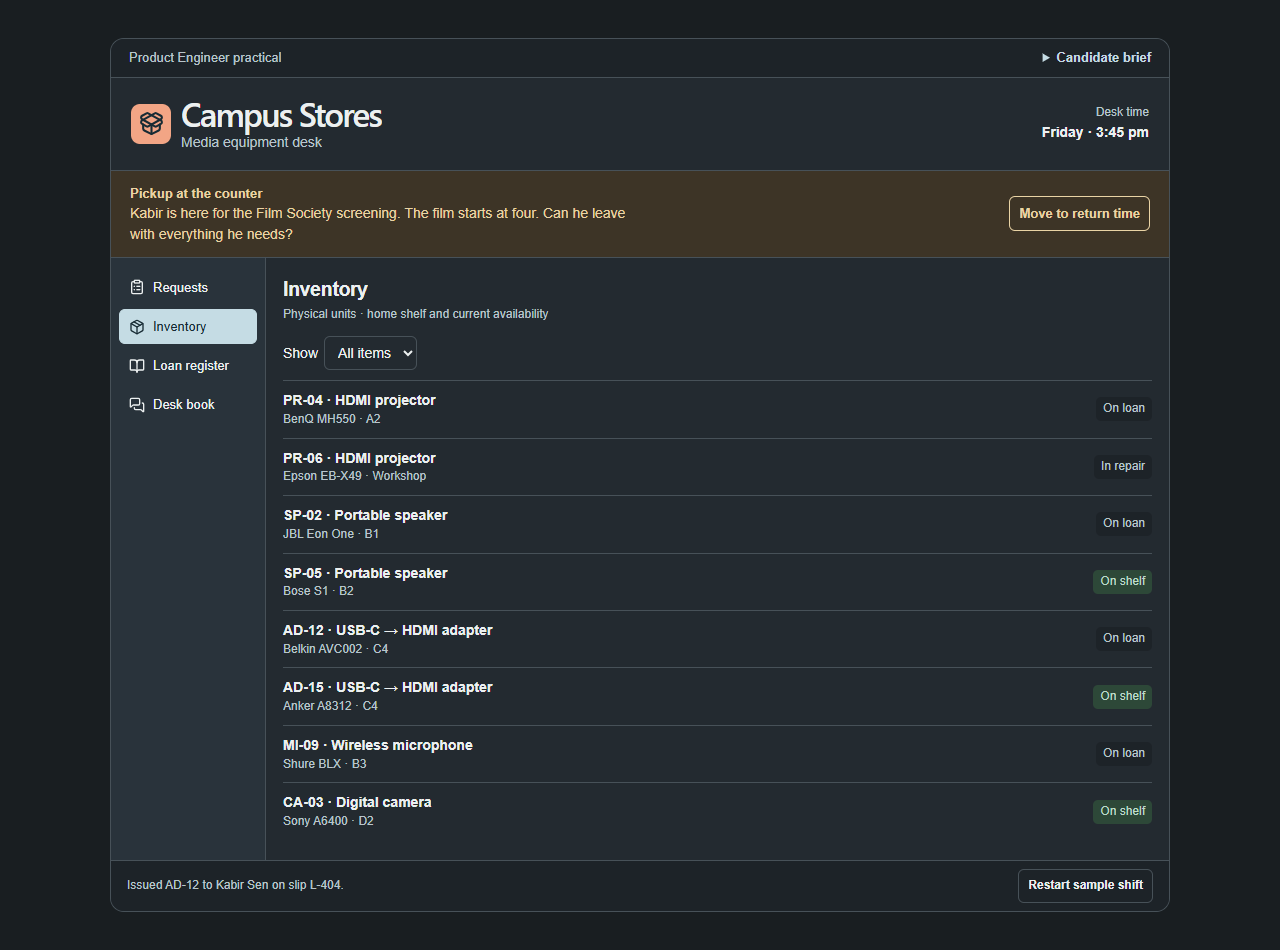 Product Engineer practical
▶ Candidate brief
Campus Stores
Media equipment desk
Desk time
Friday · 3:45 pm
Pickup at the counter
Kabir is here for the Film Society screening. The film starts at four. Can he leave
with everything he needs?
Move to return time
Requests
Inventory
Loan register
Desk book
Inventory
Physical units · home shelf and current availability
Show
All items
PR-04 · HDMI projector
BenQ MH550 · A2
On loan
PR-06 · HDMI projector
Epson EB-X49 · Workshop
In repair
SP-02 · Portable speaker
JBL Eon One · B1
On loan
SP-05 · Portable speaker
Bose S1 · B2
On shelf
AD-12 · USB-C → HDMI adapter
Belkin AVC002 · C4
On loan
AD-15 · USB-C → HDMI adapter
Anker A8312 · C4
On shelf
MI-09 · Wireless microphone
Shure BLX · B3
On loan
CA-03 · Digital camera
Sony A6400 · D2
On shelf
Issued AD-12 to Kabir Sen on slip L-404.
Restart sample shift